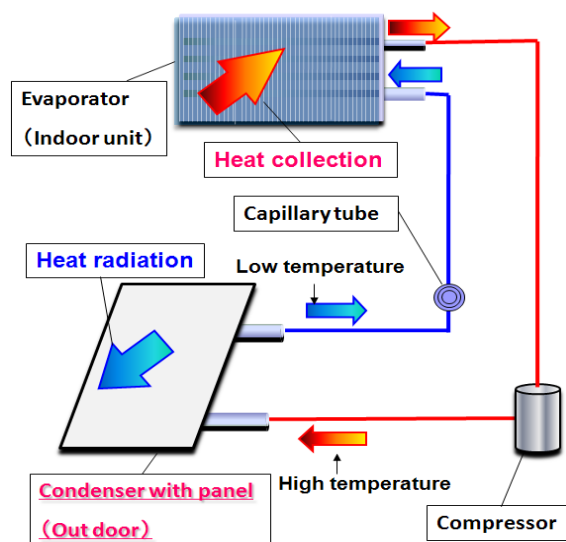 Evaporator
（Indoor unit）
Heat collection
Capillary tube
Heat radiation
Low temperature
High temperature
Condenser with panel
（Out door）
Compressor